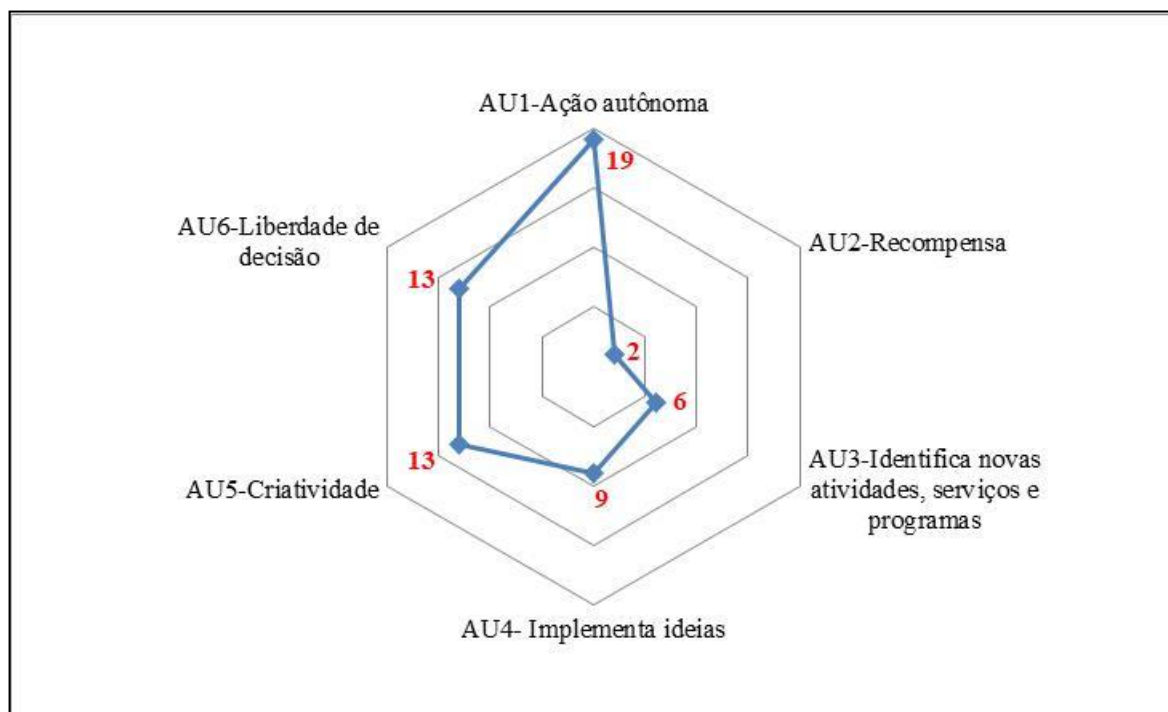 AU1-Ação autônoma
19
AU6-Liberdade de
decisão
13
AU2-Recompensa
2
6
AU3-Identifica novas
atividades, serviços e
programas
13
AU5-Criatividade
9
AU4- Implementa ideias